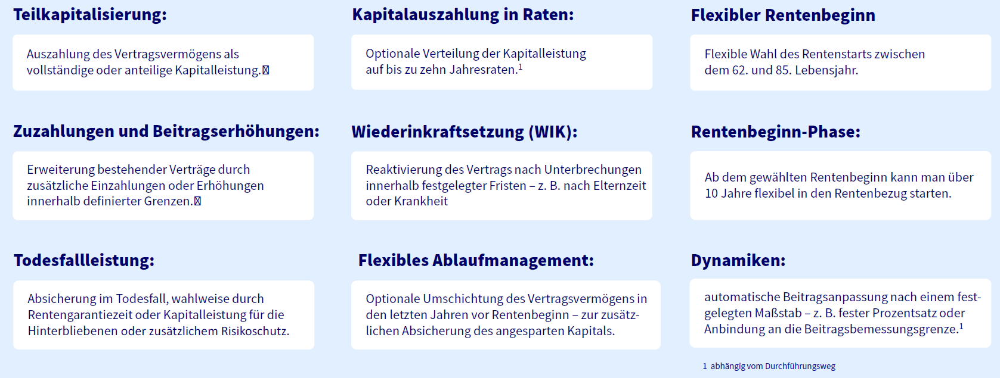 Teilkapitalisierung:
Auszahlung des Vertragsvermögens als
vollständige oder anteilige Kapitalleistung.
Kapitalauszahlung in Raten:
Optionale Verteilung der Kapitalleistung
auf bis zu zehn Jahresraten.¹
Flexibler Rentenbeginn
Flexible Wahl des Rentenstarts zwischen
dem 62. und 85. Lebensjahr.
Zuzahlungen und Beitragserhöhungen:
Erweiterung bestehender Verträge durch
zusätzliche Einzahlungen oder Erhöhungen
innerhalb definierter Grenzen.
Wiederinkraftsetzung (WIK):
Reaktivierung des Vertrags nach Unterbrechungen
innerhalb festgelegter Fristen – z. B. nach Elternzeit
oder Krankheit
Rentenbeginn-Phase:
Ab dem gewählten Rentenbeginn kann man über
10 Jahre flexibel in den Rentenbezug starten.
Todesfallleistung:
Absicherung im Todesfall, wahlweise durch
Rentengarantiezeit oder Kapitalleistung für die
Hinterbliebenen oder zusätzlichem Risikoschutz.
Flexibles Ablaufmanagement:
Optionale Umschichtung des Vertragsvermögens in
den letzten Jahren vor Rentenbeginn – zur zusätz-
lichen Absicherung des angesparten Kapitals.
Dynamiken:
automatische Beitragsanpassung nach einem fest-
gelegten Maßstab – z. B. fester Prozentsatz oder
Anbindung an die Beitragsbemessungsgrenze.¹
1 abhängig vom Durchführungsweg